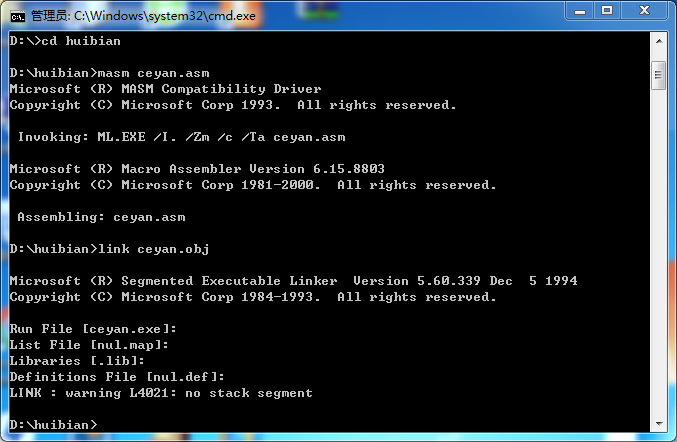 管理员: C:\Windows\system32\cmd.exe
D:\>cd huibian
D:\huibian>masm ceyan.asm
Microsoft (R) MASM Compatibility Driver
Copyright (C) Microsoft Corp 1993.  All rights reserved.
Invoking: ML.EXE /I. /Zm /c /Ta ceyan.asm
Microsoft (R) Macro Assembler Version 6.15.8803
Copyright (C) Microsoft Corp 1981-2000.  All rights reserved.
Assembling: ceyan.asm
D:\huibian>link ceyan.obj
Microsoft (R) Segmented Executable Linker  Version 5.60.339 Dec  5 1994
Copyright (C) Microsoft Corp 1984-1993.  All rights reserved.
Run File [ceyan.exe]:
List File [nul.map]:
Libraries [.lib]:
Definitions File [nul.def]:
LINK : warning L4021: no stack segment
D:\huibian>